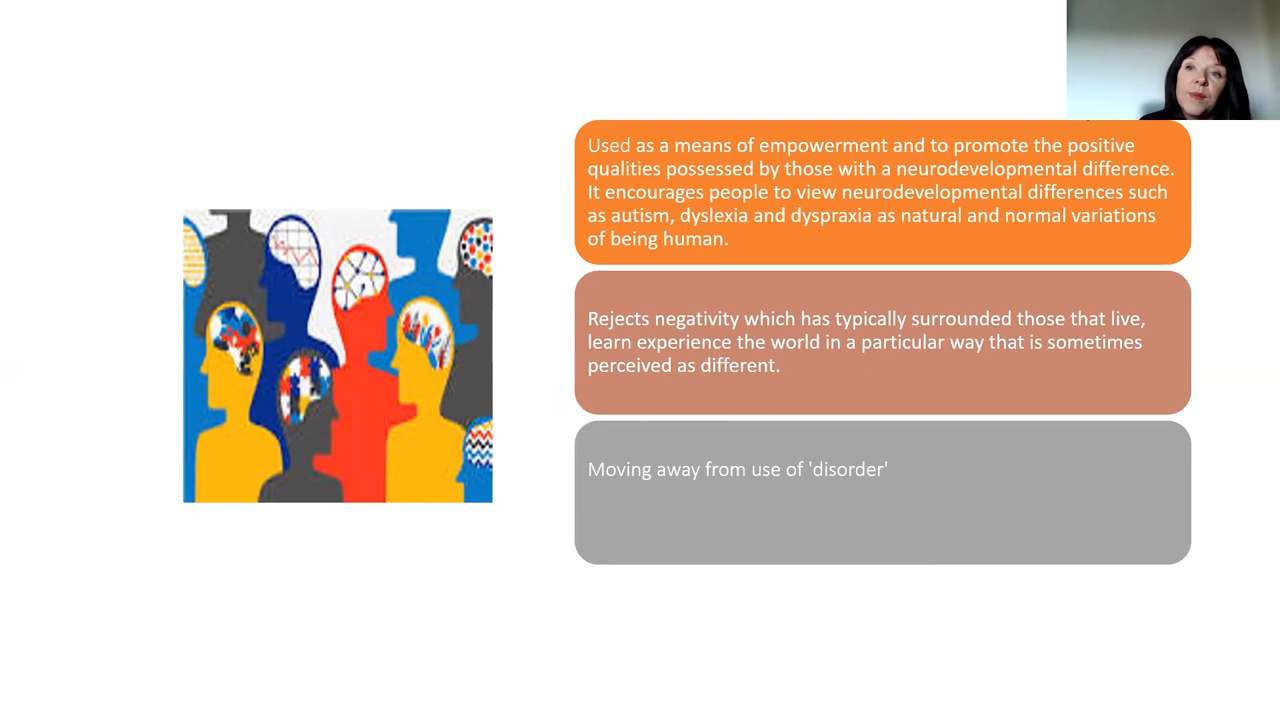 Used as a means of empowerment and to promote the positive
qualities possessed by those with a neurodevelopmental difference.
It encourages people to view neurodevelopmental differences such
as autism, dyslexia and dyspraxia as natural and normal variations
of being human.
Rejects negativity which has typically surrounded those that live,
learn experience the world in a particular way that is sometimes
perceived as different.
Moving away from use of 'disorder'